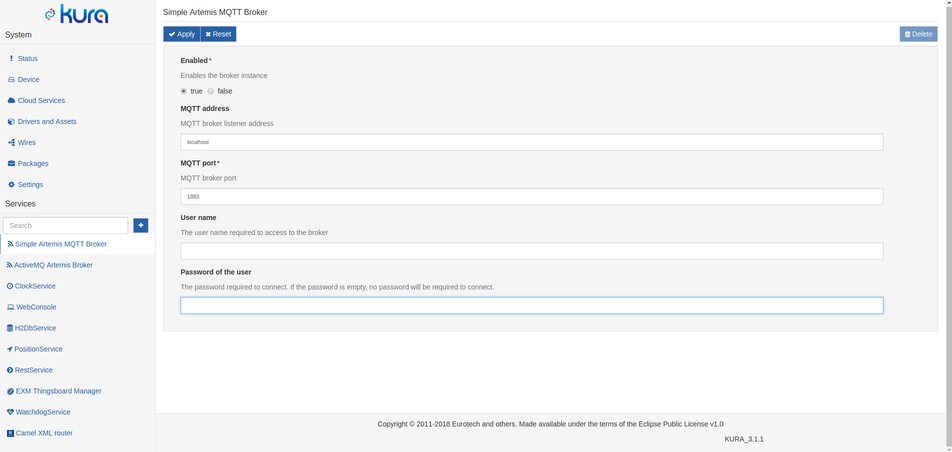 kura
System
Status
Device
Cloud Services
Drivers and Assets
Wires
Packages
Settings
Services
Search
Simple Artemis MQTT Broker
ActiveMQ Artemis Broker
ClockService
WebConsole
H2DbService
PositionService
RestService
EXM Thingsboard Manager
WatchdogService
Camel XML router
Simple Artemis MQTT Broker
Apply Reset Delete
Enabled*
Enables the broker instance
true false
MQTT address
MQTT broker listener address
localhost
MQTT port*
MQTT broker port
1883
User name
The user name required to access to the broker
Password of the user
The password required to connect. If the password is empty, no password will be required to connect.
Copyright © 2011-2018 Eurotech and others. Made available under the terms of the Eclipse Public License v1.0
KURA_3.1.1